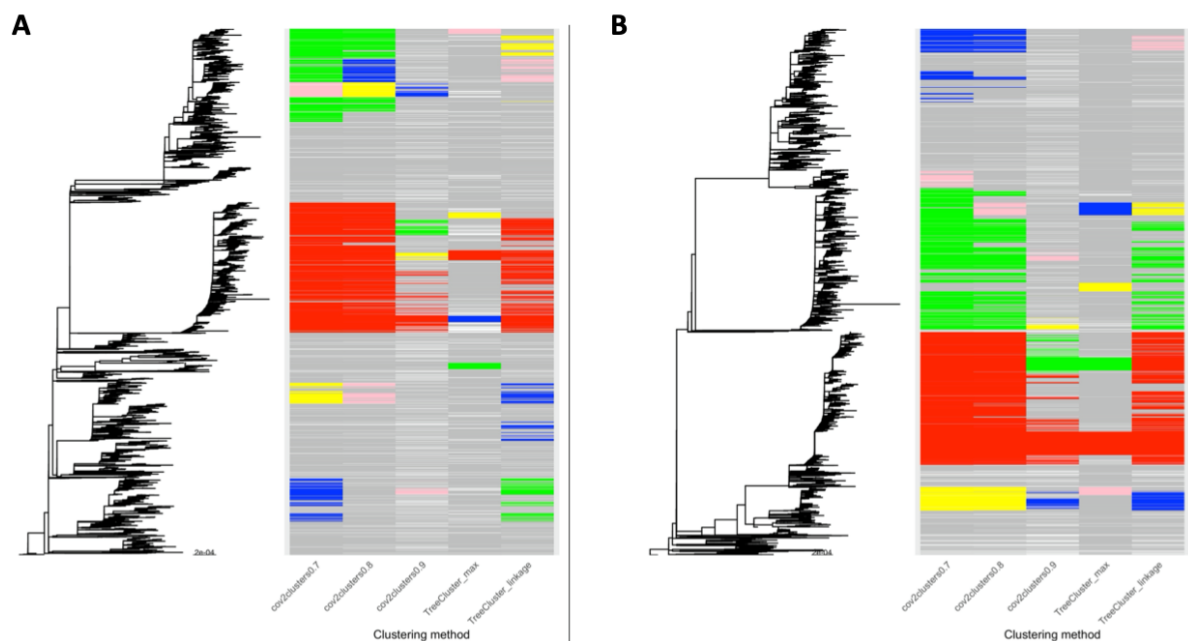 A
B
2e-04
2e-04
cov2clusters0.7
cov2clusters0.8
cov2clusters0.9
TreeCluster_max
TreeCluster_linkage
Clustering method
cov2clusters0.7
cov2clusters0.8
cov2clusters0.9
TreeCluster_max
TreeCluster_linkage
Clustering method